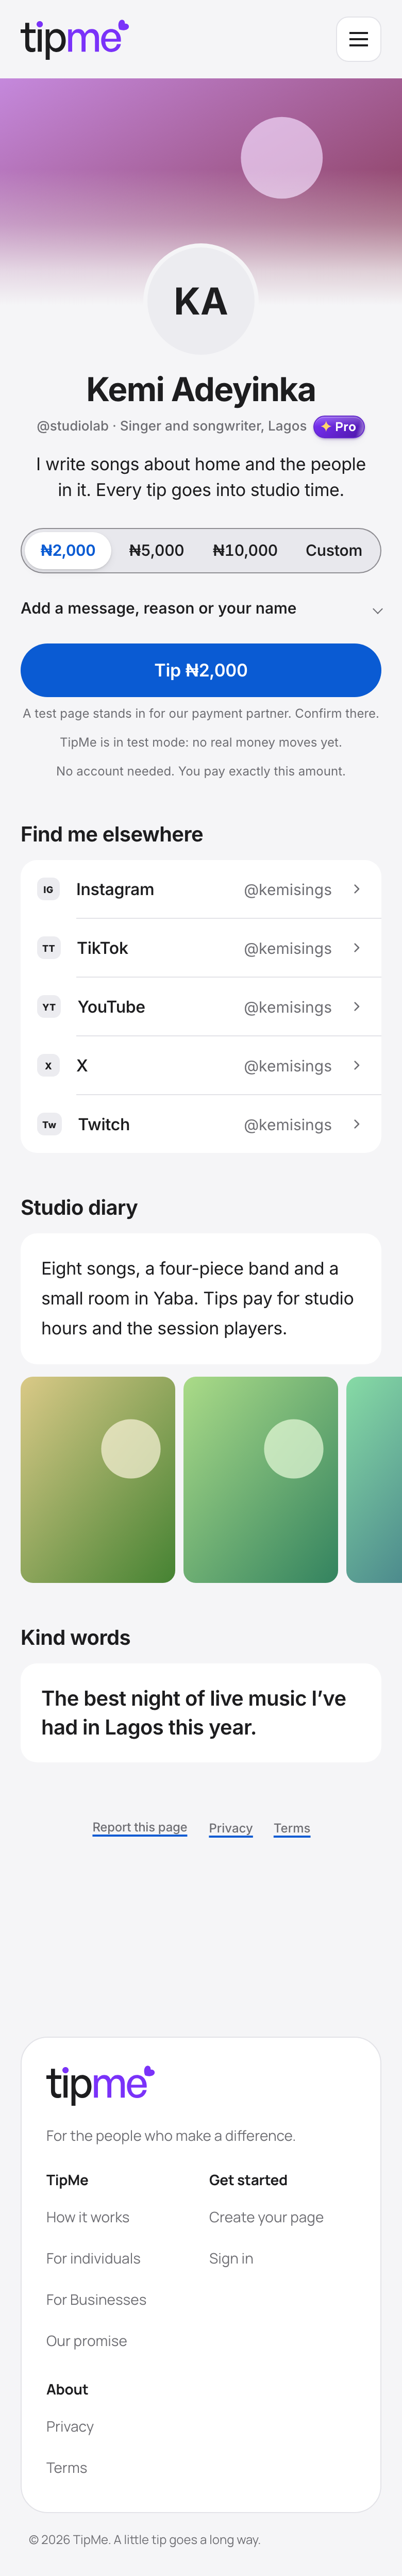 tipme
KA
Kemi Adeyinka
@studiolab · Singer and songwriter, Lagos ✦ Pro
I write songs about home and the people
in it. Every tip goes into studio time.
₦2,000 ₦5,000 ₦10,000 Custom
Add a message, reason or your name
Tip ₦2,000
A test page stands in for our payment partner. Confirm there.
TipMe is in test mode: no real money moves yet.
No account needed. You pay exactly this amount.
Find me elsewhere
IG Instagram @kemisings
TT TikTok @kemisings
YT YouTube @kemisings
X X @kemisings
Tw Twitch @kemisings
Studio diary
Eight songs, a four-piece band and a
small room in Yaba. Tips pay for studio
hours and the session players.
Kind words
The best night of live music I’ve
had in Lagos this year.
Report this page Privacy Terms
tipme
For the people who make a difference.
TipMe
How it works
For individuals
For Businesses
Our promise
Get started
Create your page
Sign in
About
Privacy
Terms
© 2026 TipMe. A little tip goes a long way.